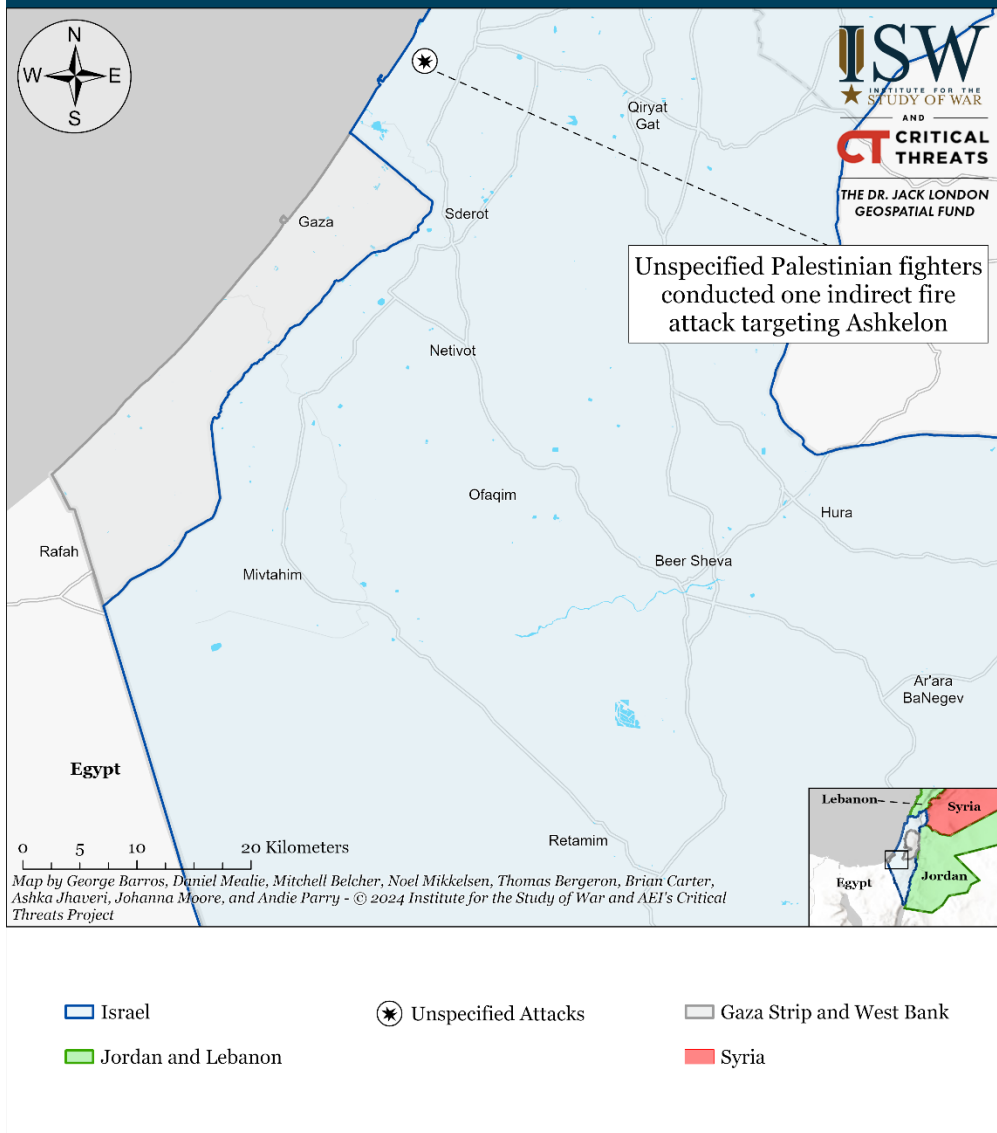 N
W E
S
ISW
INSTITUTE FOR THE
STUDY OF WAR
AND
CT CRITICAL
THREATS
THE DR. JACK LONDON
GEOSPATIAL FUND
Qiryat
Gat
Gaza
Sderot
Unspecified Palestinian fighters
conducted one indirect fire
attack targeting Ashkelon
Netivot
Ofaqim
Hura
Rafah
Mivtahim
Beer Sheva
Ar'ara
BaNegev
Egypt
Retamim
0 5 10 20 Kilometers
Map by George Barros, Daniel Mealie, Mitchell Belcher, Noel Mikkelsen, Thomas Bergeron, Brian Carter,
Ashka Jhaveri, Johanna Moore, and Andie Parry - © 2024 Institute for the Study of War and AEI's Critical
Threats Project
Lebanon
Syria
Egypt
Jordan
Israel
Unspecified Attacks
Gaza Strip and West Bank
Jordan and Lebanon
Syria